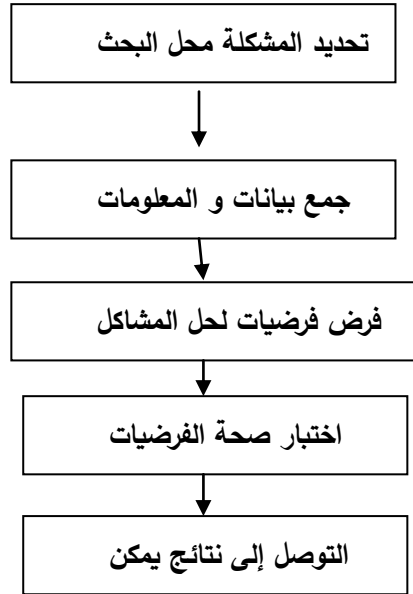 تحديد المشكلة محل البحث
جمع بيانات و المعلومات
فرض فرضيات لحل المشاكل
اختبار صحة الفرضيات
التوصل إلى نتائج يمكن